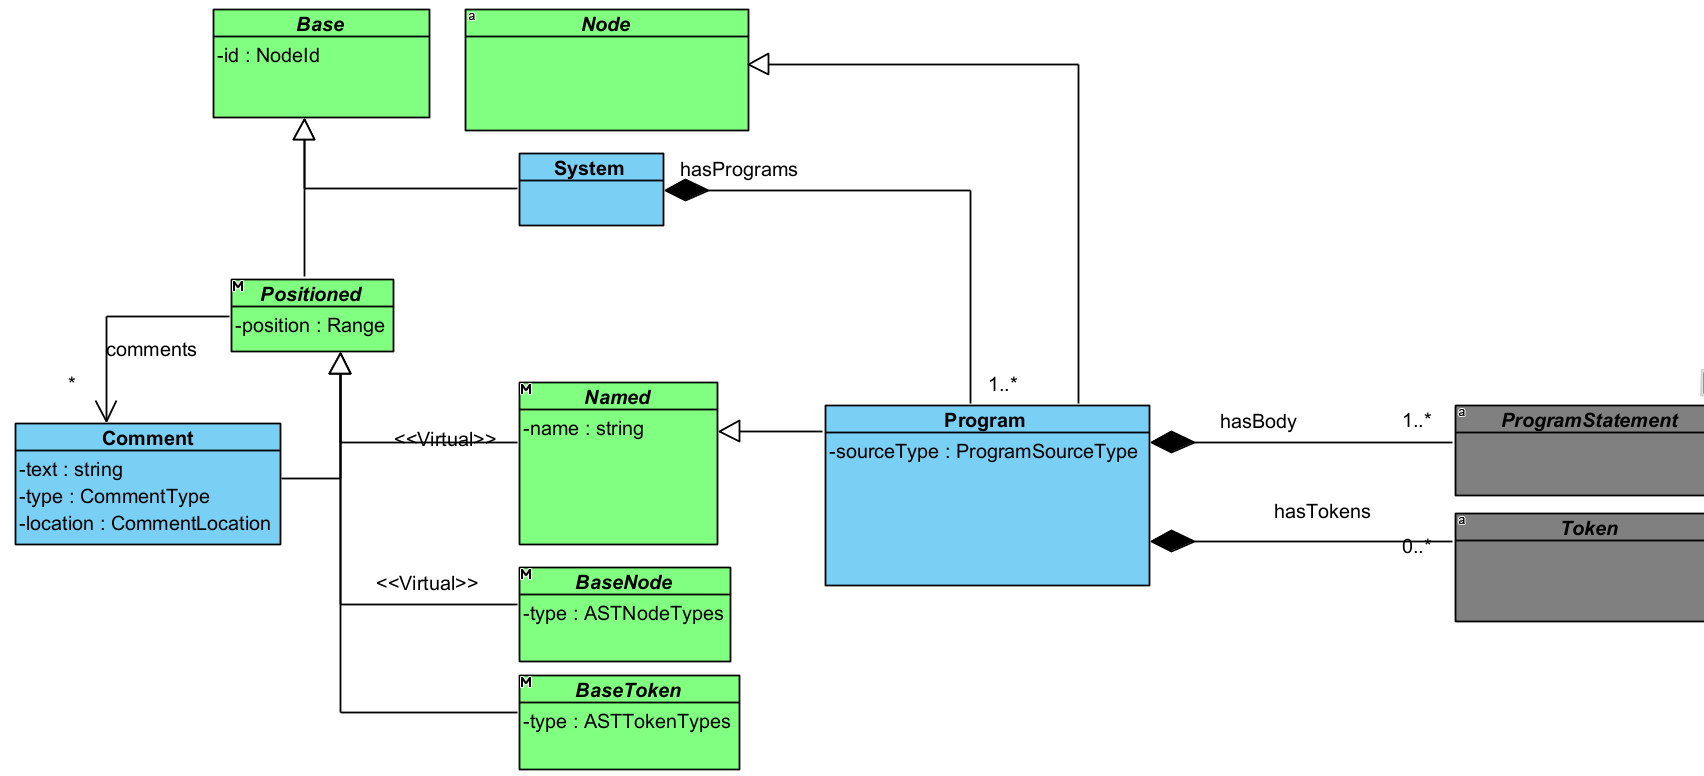 Base
-id : NodeId
a
Node
System
hasPrograms
M
Positioned
-position : Range
comments
*
Comment
-text : string
-type : CommentType
-location : CommentLocation
<<Virtual>>
M
Named
-name : string
1..*
Program
-sourceType : ProgramSourceType
hasBody
1..*
a
ProgramStatement
hasTokens
0..*
a
Token
<<Virtual>>
M
BaseNode
-type : ASTNodeTypes
M
BaseToken
-type : ASTTokenTypes